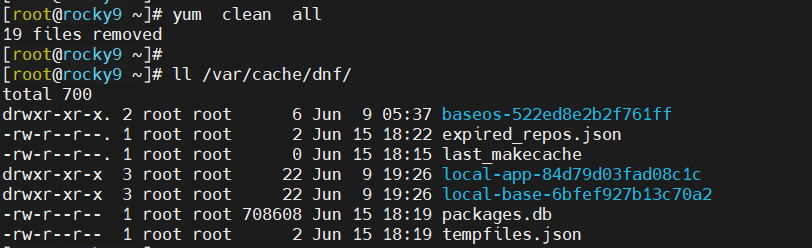 [root@rocky9 ~]# yum  clean  all
19 files removed
[root@rocky9 ~]#
[root@rocky9 ~]# ll /var/cache/dnf/
total 700
drwxr-xr-x. 2 root root      6 Jun  9 05:37 baseos-522ed8e2b2f761ff
-rw-r--r--. 1 root root      2 Jun 15 18:22 expired_repos.json
-rw-r--r--. 1 root root      0 Jun 15 18:15 last_makecache
drwxr-xr-x  3 root root     22 Jun  9 19:26 local-app-84d79d03fad08c1c
drwxr-xr-x  3 root root     22 Jun  9 19:26 local-base-6bfef927b13c70a2
-rw-r--r--  1 root root 708608 Jun 15 18:19 packages.db
-rw-r--r--  1 root root      2 Jun 15 18:19 tempfiles.json